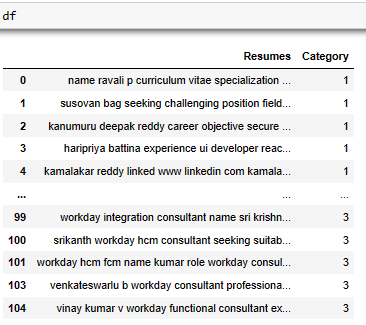 df
Resumes Category
0 name ravali p curriculum vitae specialization ... 1
1 susovan bag seeking challenging position field... 1
2 kanumuru deepak reddy career objective secure ... 1
3 haripriya battina experience ui developer reac... 1
4 kamalakar reddy linked www linkedin com kamala... 1
... ... ...
99 workday integration consultant name sri krishn... 3
100 srikanth workday hcm consultant seeking suitab... 3
101 workday hcm fcm name kumar role workday consul... 3
103 venkateswarlu b workday consultant professiona... 3
104 vinay kumar v workday functional consultant ex... 3